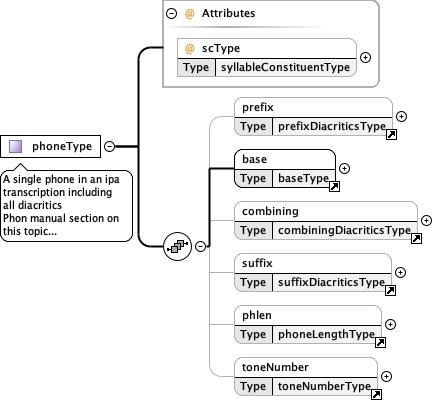 @ Attributes
@ scType
Type syllableConstituentType
phoneType
A single phone in an ipa
transcription including
all diacritics
Phon manual section on
this topic...
prefix
Type prefixDiacriticsType
base
Type baseType
combining
Type combiningDiacriticsType
suffix
Type suffixDiacriticsType
phlen
Type phoneLengthType
toneNumber
Type toneNumberType